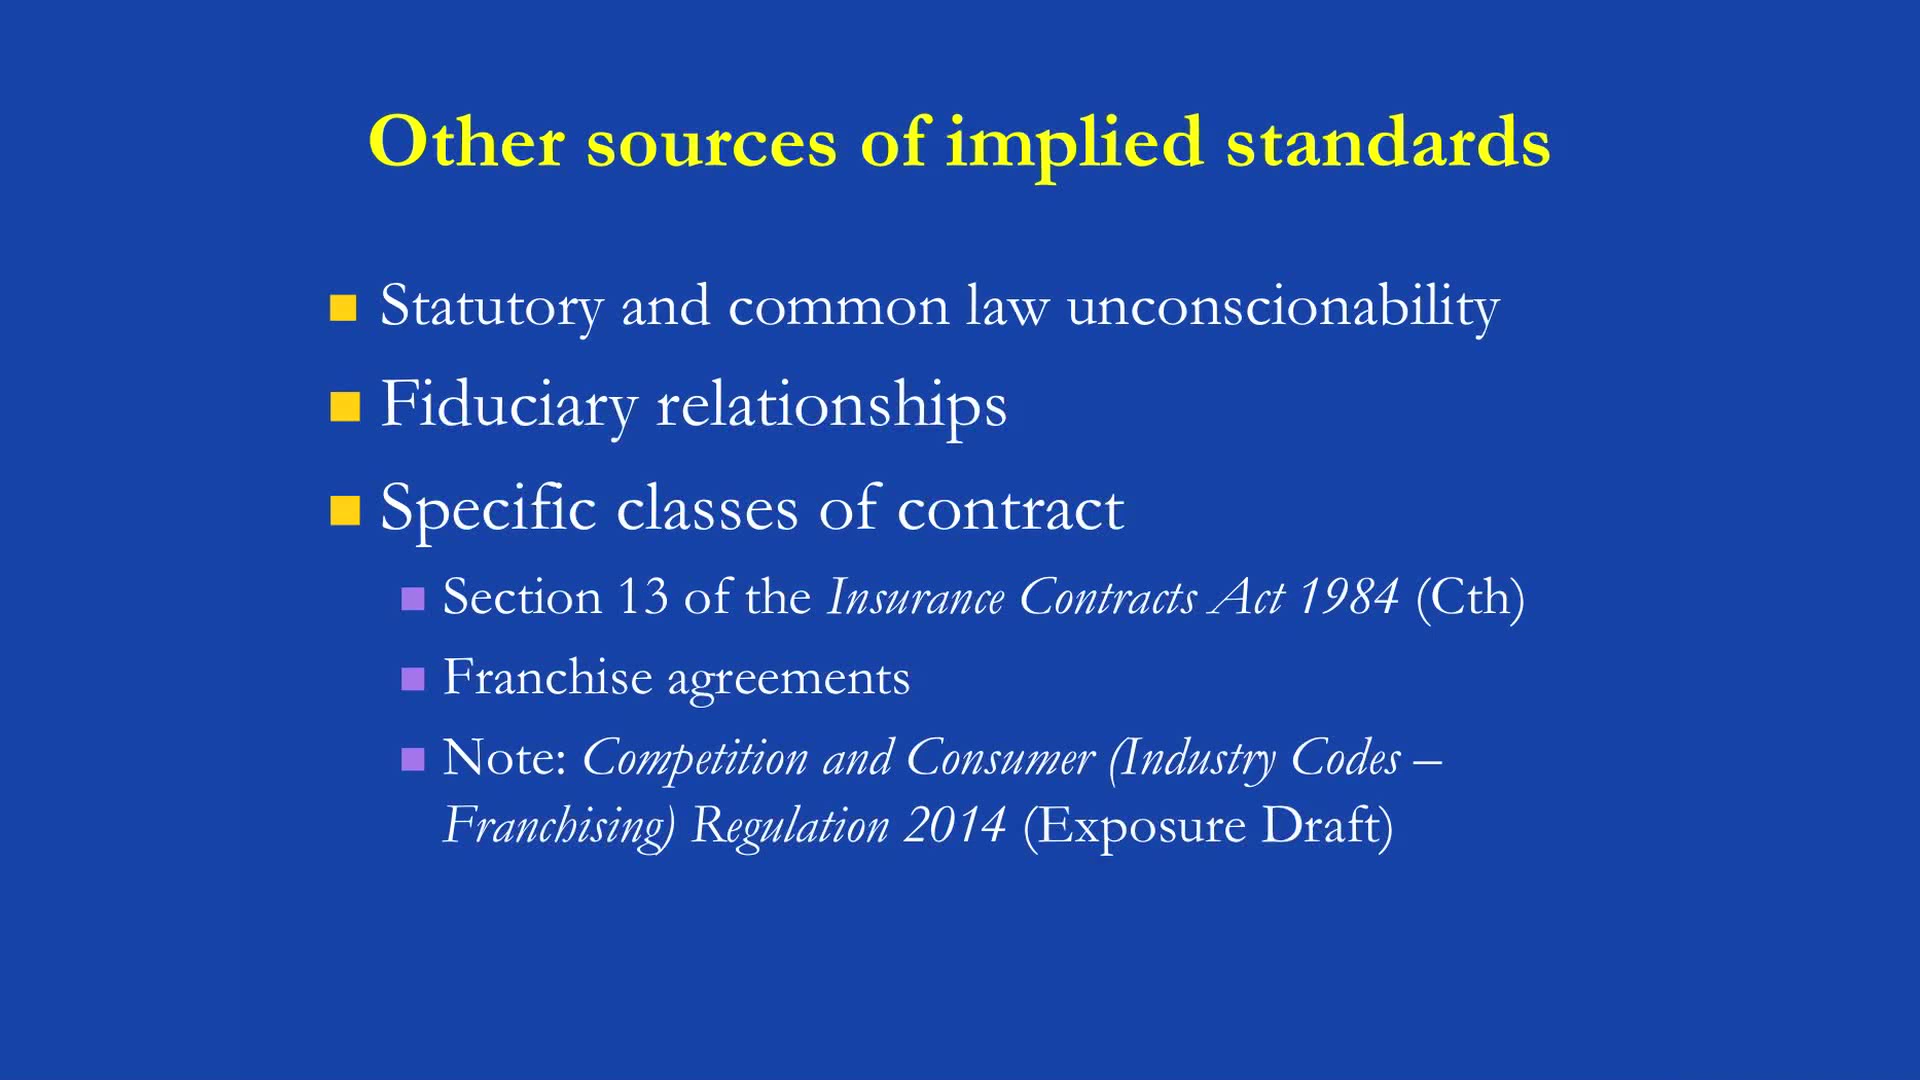 Other sources of implied standards
Statutory and common law unconscionability
Fiduciary relationships
Specific classes of contract
Section 13 of the Insurance Contracts Act 1984 (Cth)
Franchise agreements
Note: Competition and Consumer (Industry Codes –
Franchising) Regulation 2014 (Exposure Draft)